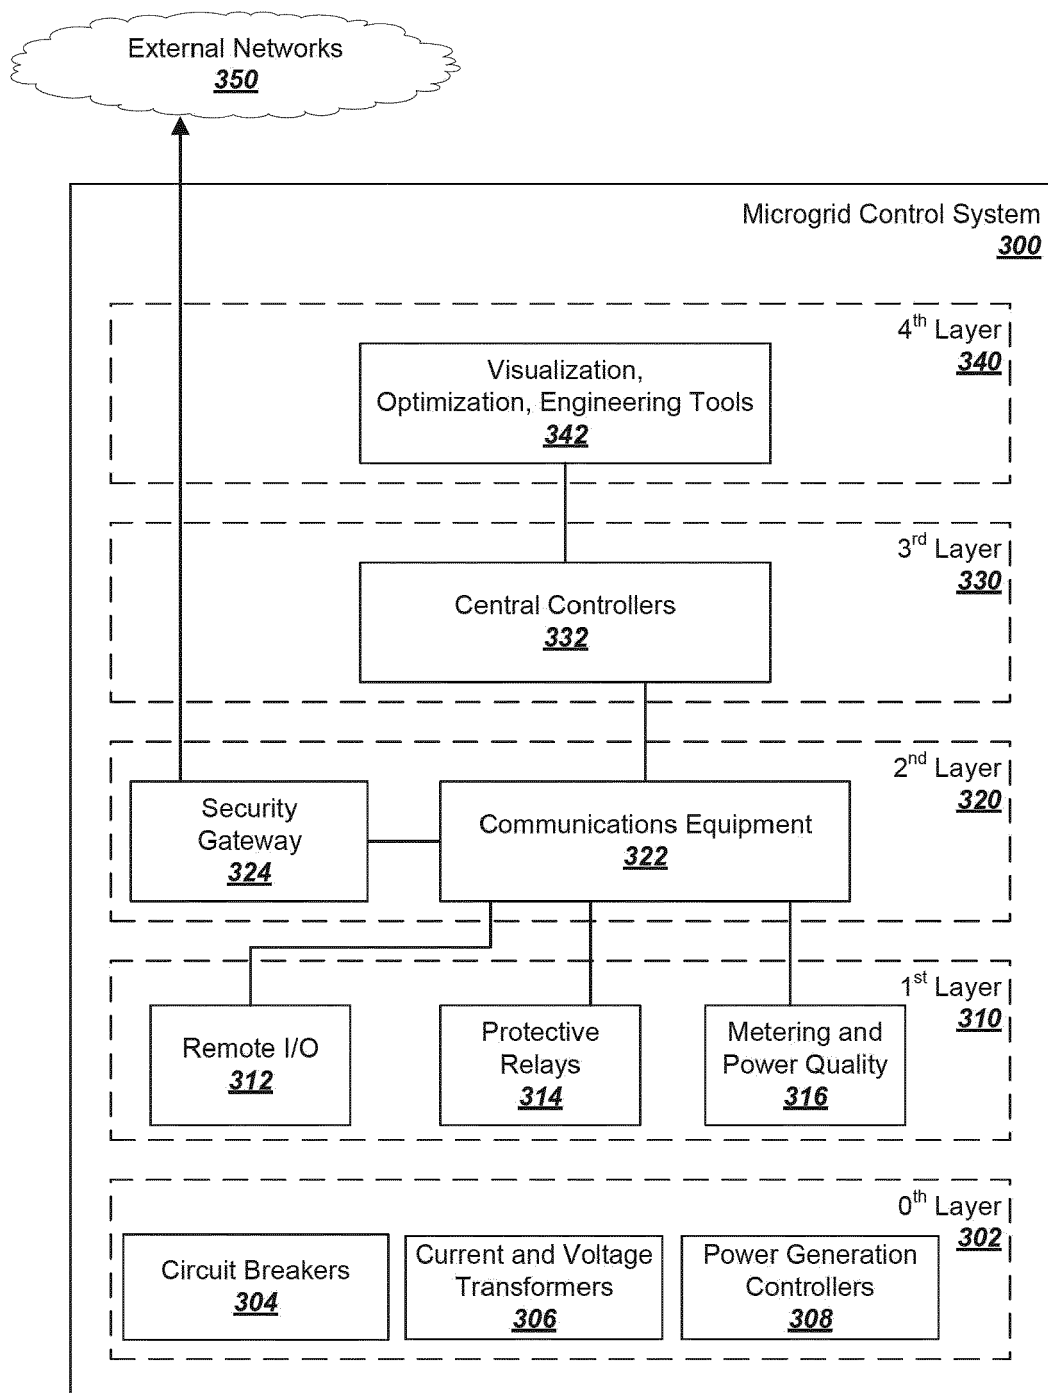 External Networks
350
Microgrid Control System
300
4th Layer
340
Visualization,
Optimization, Engineering Tools
342
3rd Layer
330
Central Controllers
332
2nd Layer
320
Security
Gateway
324
Communications Equipment
322
1st Layer
310
Remote I/O
312
Protective
Relays
314
Metering and
Power Quality
316
0th Layer
302
Circuit Breakers
304
Current and Voltage
Transformers
306
Power Generation
Controllers
308